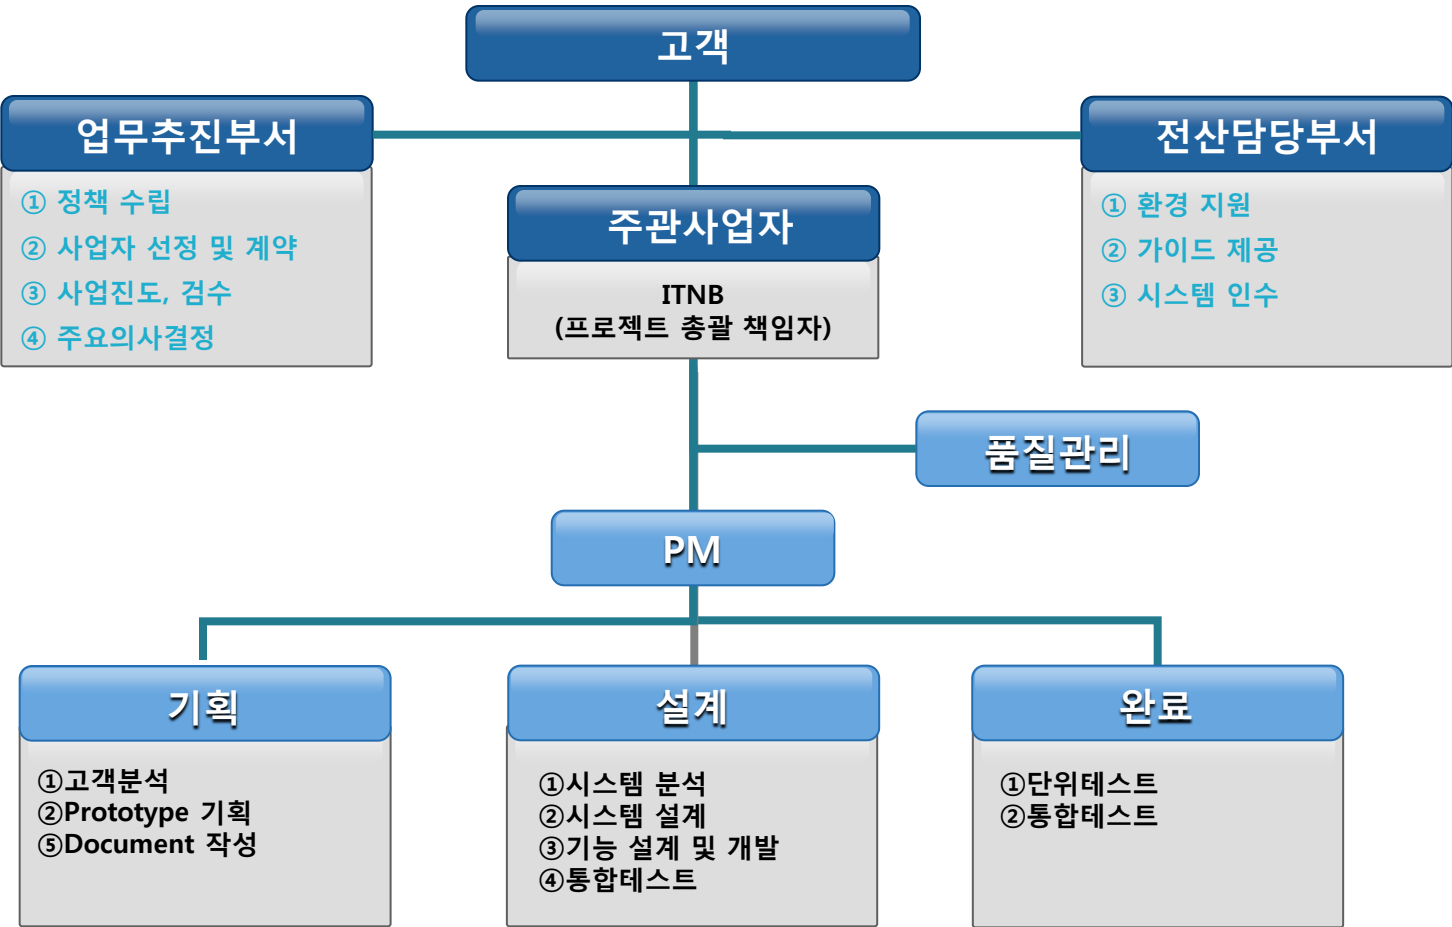 고객
업무추진부서
① 정책 수립
② 사업자 선정 및 계약
③ 사업진도, 검수
④ 주요의사결정
주관사업자
ITNB
(프로젝트 총괄 책임자)
전산담당부서
① 환경 지원
② 가이드 제공
③ 시스템 인수
품질관리
PM
기획
①고객분석
②Prototype 기획
⑤Document 작성
설계
①시스템 분석
②시스템 설계
③기능 설계 및 개발
④통합테스트
완료
①단위테스트
②통합테스트